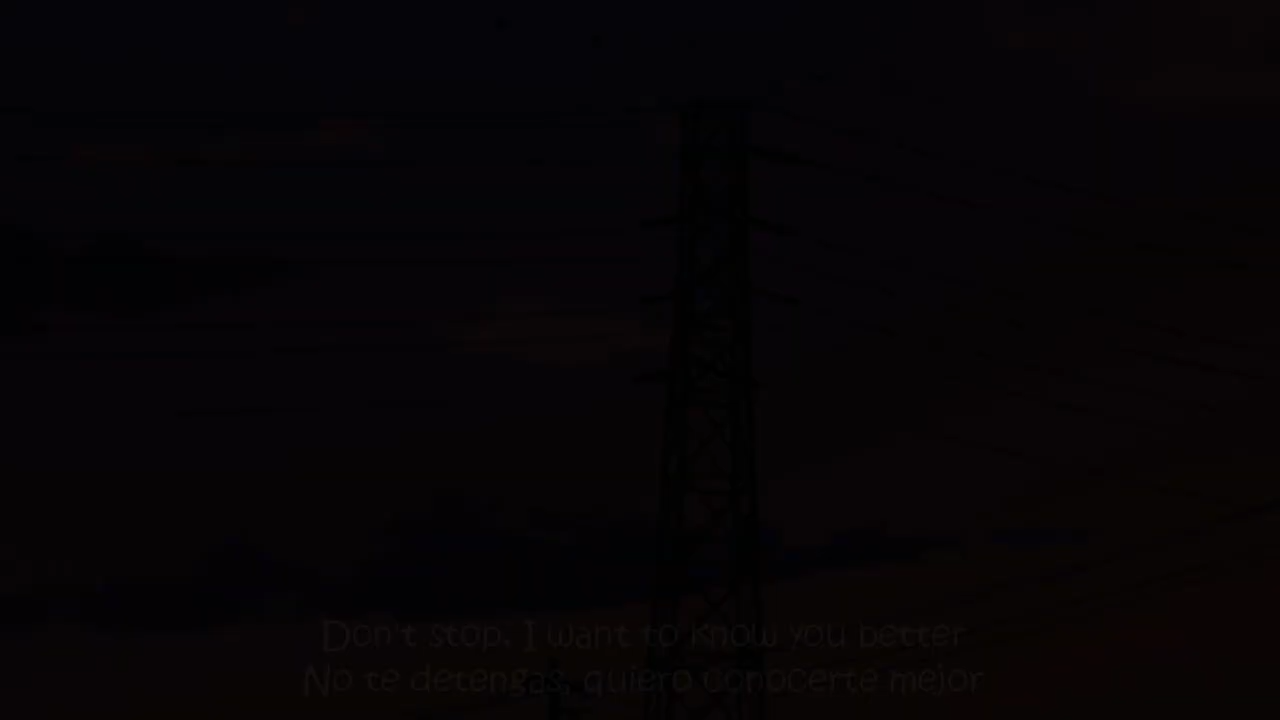 Don't stop, I want to know you better
No te detengas, quiero conocerte mejor